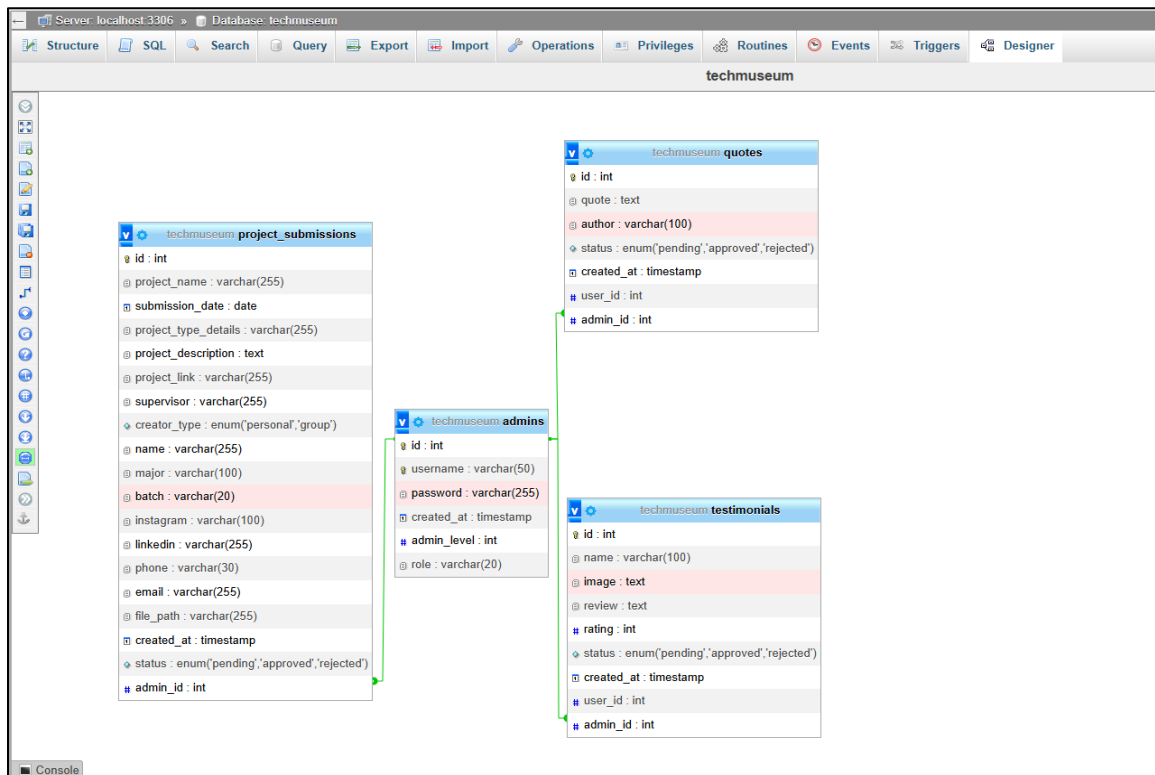 Server: localhost:3306 » Database: techmuseum
Structure SQL Search Query Export Import Operations Privileges Routines Events Triggers Designer
techmuseum
techmuseum project_submissions
id : int
project_name : varchar(255)
submission_date : date
project_type_details : varchar(255)
project_description : text
project_link : varchar(255)
supervisor : varchar(255)
creator_type : enum('personal','group')
name : varchar(255)
major : varchar(100)
batch : varchar(20)
instagram : varchar(100)
linkedin : varchar(255)
phone : varchar(30)
email : varchar(255)
file_path : varchar(255)
created_at : timestamp
status : enum('pending','approved','rejected')
admin_id : int
techmuseum admins
id : int
username : varchar(50)
password : varchar(255)
created_at : timestamp
admin_level : int
role : varchar(20)
techmuseum quotes
id : int
quote : text
author : varchar(100)
status : enum('pending','approved','rejected')
created_at : timestamp
user_id : int
admin_id : int
techmuseum testimonials
id : int
name : varchar(100)
image : text
review : text
rating : int
status : enum('pending','approved','rejected')
created_at : timestamp
user_id : int
admin_id : int
Console